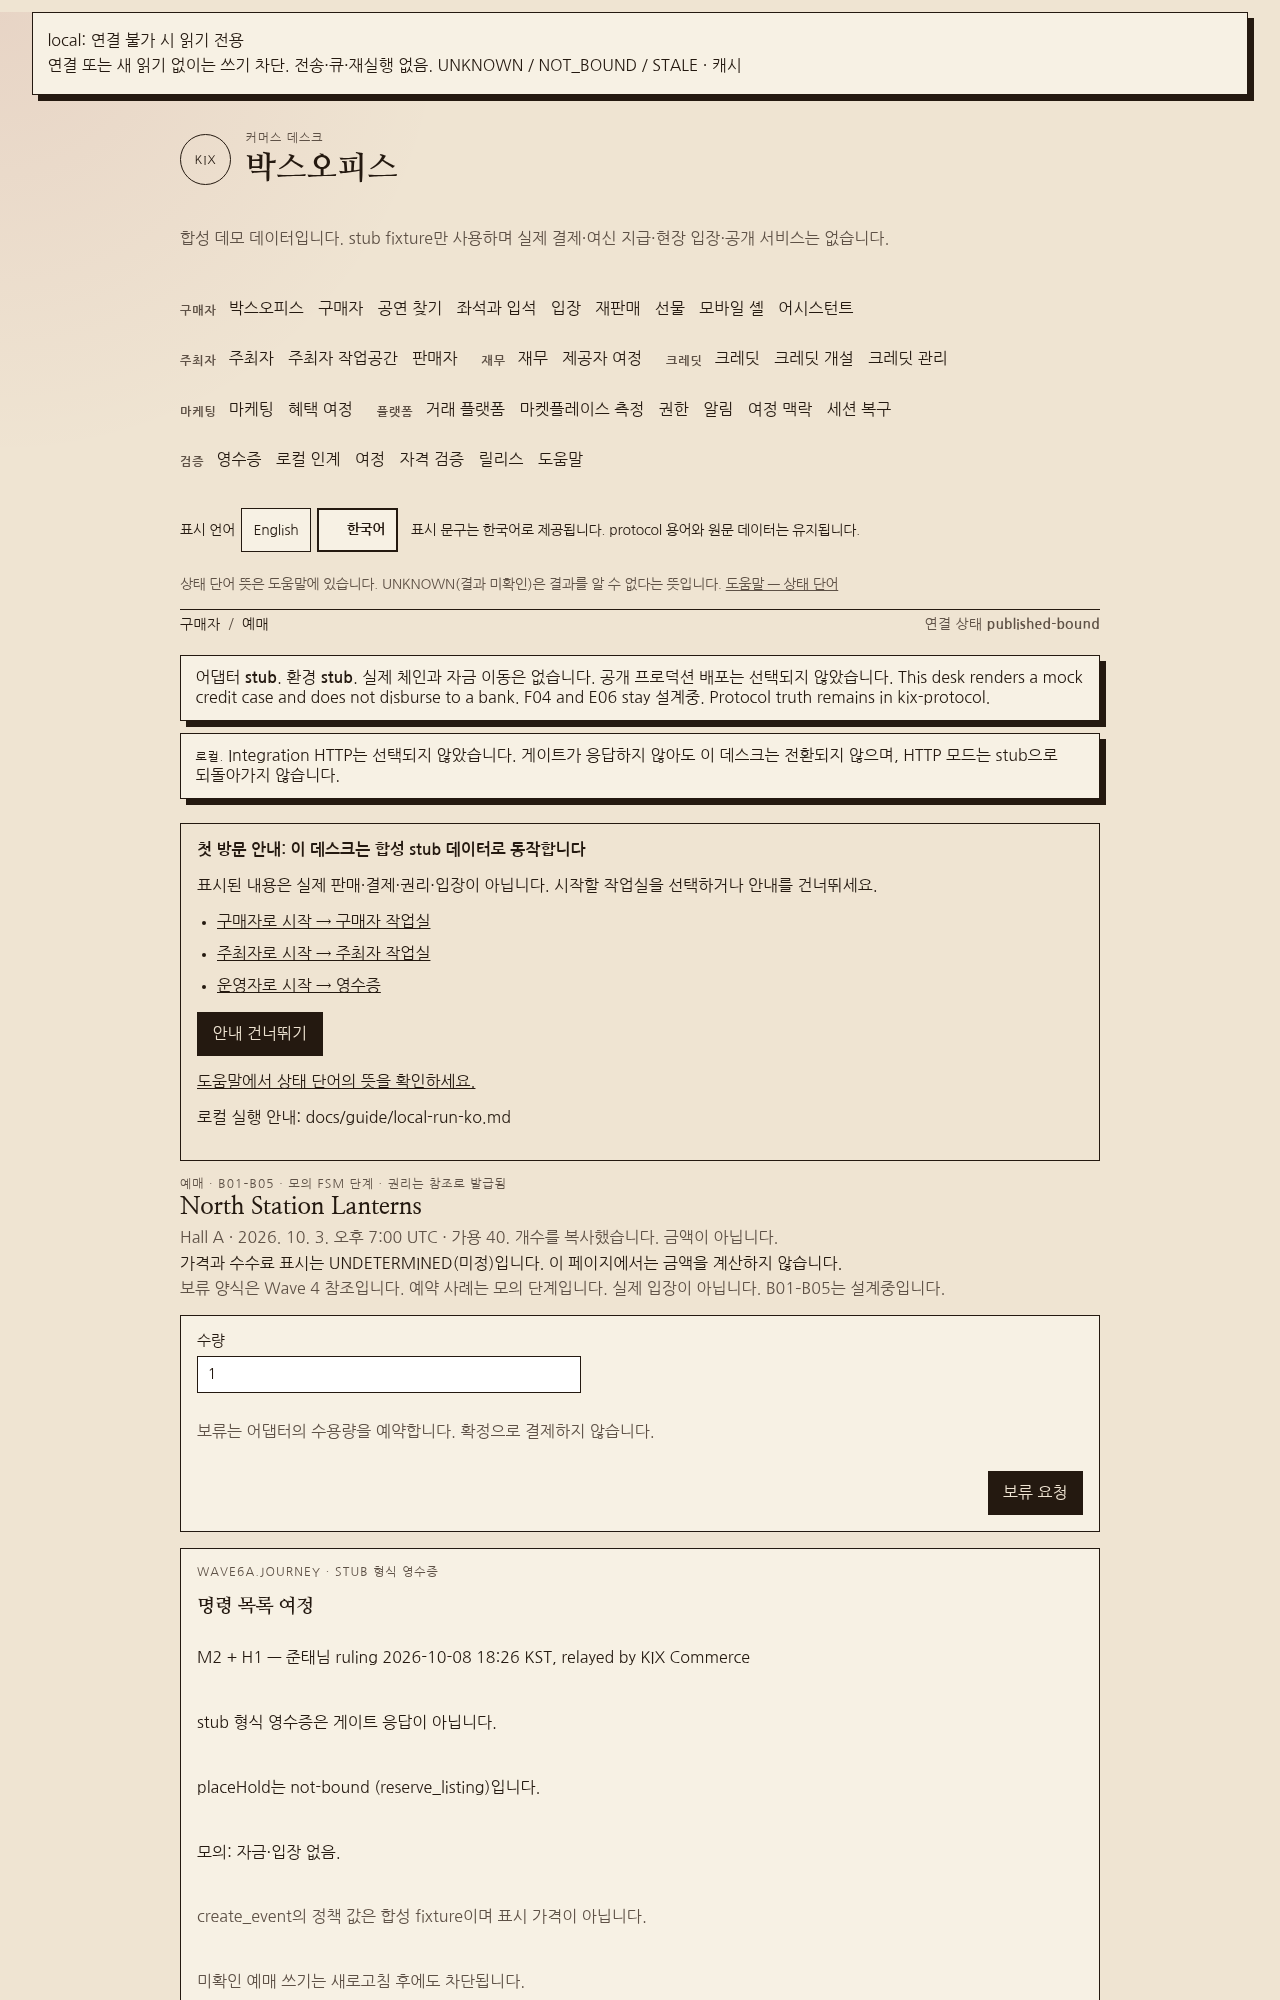 local: 연결 불가 시 읽기 전용
연결 또는 새 읽기 없이는 쓰기 차단. 전송·큐·재실행 없음. UNKNOWN / NOT_BOUND / STALE · 캐시
KIX
커머스 데스크
박스오피스
합성 데모 데이터입니다. stub fixture만 사용하며 실제 결제·여신 지급·현장 입장·공개 서비스는 없습니다.
구매자 박스오피스 구매자 공연 찾기 좌석과 입석 입장 재판매 선물 모바일 셸 어시스턴트
주최자 주최자 주최자 작업공간 판매자 재무 재무 제공자 여정 크레딧 크레딧 크레딧 개설 크레딧 관리
마케팅 마케팅 혜택 여정 플랫폼 거래 플랫폼 마켓플레이스 측정 권한 알림 여정 맥락 세션 복구
검증 영수증 로컬 인계 여정 자격 검증 릴리스 도움말
표시 언어 English 한국어 표시 문구는 한국어로 제공됩니다. protocol 용어와 원문 데이터는 유지됩니다.
상태 단어 뜻은 도움말에 있습니다. UNKNOWN(결과 미확인)은 결과를 알 수 없다는 뜻입니다. 도움말 — 상태 단어
구매자 / 예매 연결 상태 published-bound
어댑터 stub. 환경 stub. 실제 체인과 자금 이동은 없습니다. 공개 프로덕션 배포는 선택되지 않았습니다. This desk renders a mock
credit case and does not disburse to a bank. F04 and E06 stay 설계중. Protocol truth remains in kix-protocol.
로컬. Integration HTTP는 선택되지 않았습니다. 게이트가 응답하지 않아도 이 데스크는 전환되지 않으며, HTTP 모드는 stub으로
되돌아가지 않습니다.
첫 방문 안내: 이 데스크는 합성 stub 데이터로 동작합니다
표시된 내용은 실제 판매·결제·권리·입장이 아닙니다. 시작할 작업실을 선택하거나 안내를 건너뛰세요.
• 구매자로 시작 → 구매자 작업실
• 주최자로 시작 → 주최자 작업실
• 운영자로 시작 → 영수증
안내 건너뛰기
도움말에서 상태 단어의 뜻을 확인하세요.
로컬 실행 안내: docs/guide/local-run-ko.md
예매 · B01–B05 · 모의 FSM 단계 · 권리는 참조로 발급됨
North Station Lanterns
Hall A · 2026. 10. 3. 오후 7:00 UTC · 가용 40. 개수를 복사했습니다. 금액이 아닙니다.
가격과 수수료 표시는 UNDETERMINED(미정)입니다. 이 페이지에서는 금액을 계산하지 않습니다.
보류 양식은 Wave 4 참조입니다. 예약 사례는 모의 단계입니다. 실제 입장이 아닙니다. B01–B05는 설계중입니다.
수량
1
보류는 어댑터의 수용량을 예약합니다. 확정으로 결제하지 않습니다.
보류 요청
WAVE6A.JOURNEY · STUB 형식 영수증
명령 목록 여정
M2 + H1 — 준태님 ruling 2026-10-08 18:26 KST, relayed by KIX Commerce
stub 형식 영수증은 게이트 응답이 아닙니다.
placeHold는 not-bound (reserve_listing)입니다.
모의: 자금·입장 없음.
create_event의 정책 값은 합성 fixture이며 표시 가격이 아닙니다.
미확인 예매 쓰기는 새로고침 후에도 차단됩니다.